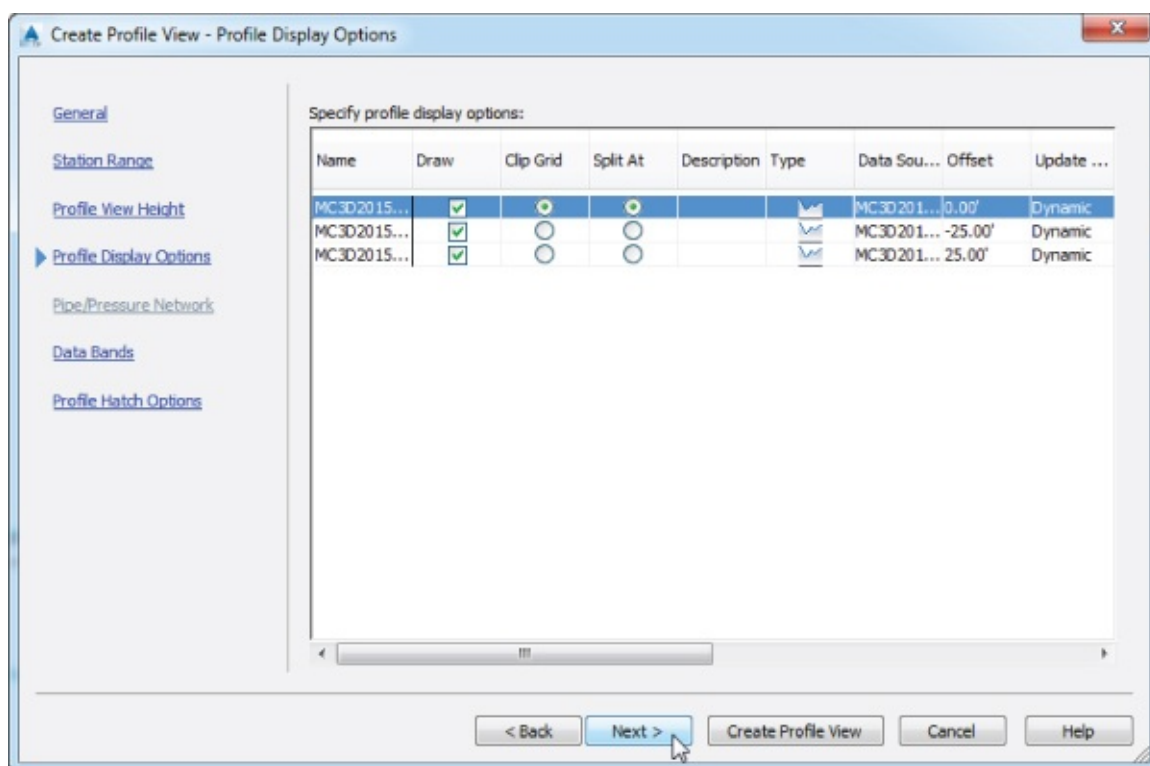 Create Profile View - Profile Display Options
General
Station Range
Profile View Height
Profile Display Options
Pipe/Pressure Network
Data Bands
Profile Hatch Options
Specify profile display options:
Name Draw Clip Grid Split At Description Type Data Sou... Offset Update ...
MC3D2015... MC3D201... 0.00' Dynamic
MC3D2015... MC3D201... -25.00' Dynamic
MC3D2015... MC3D201... 25.00' Dynamic
< Back Next > Create Profile View Cancel Help